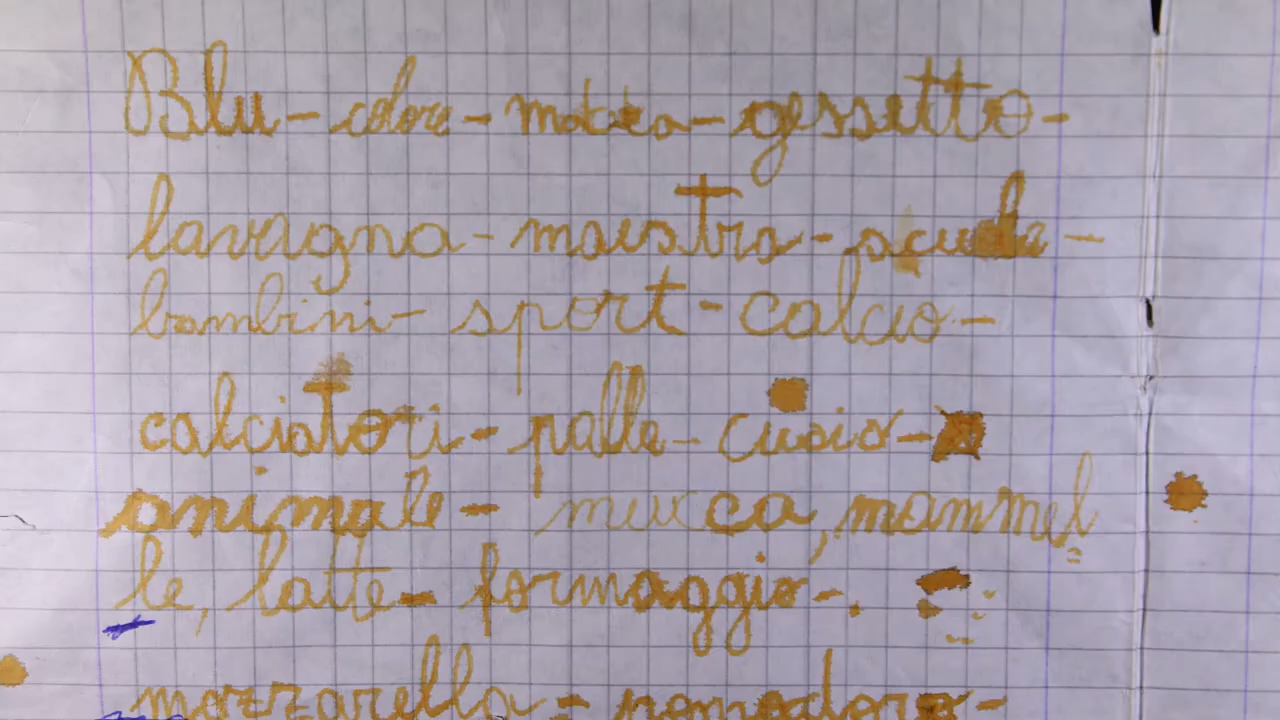 Blu - colore - - gessetto -
lavagna - maestra - scuola -
bambini - sport - calcio -
calciatori - palla - cuoio -
animale - mucca, mammel
le, latte - formaggio -
mozzarella - pomodoro -